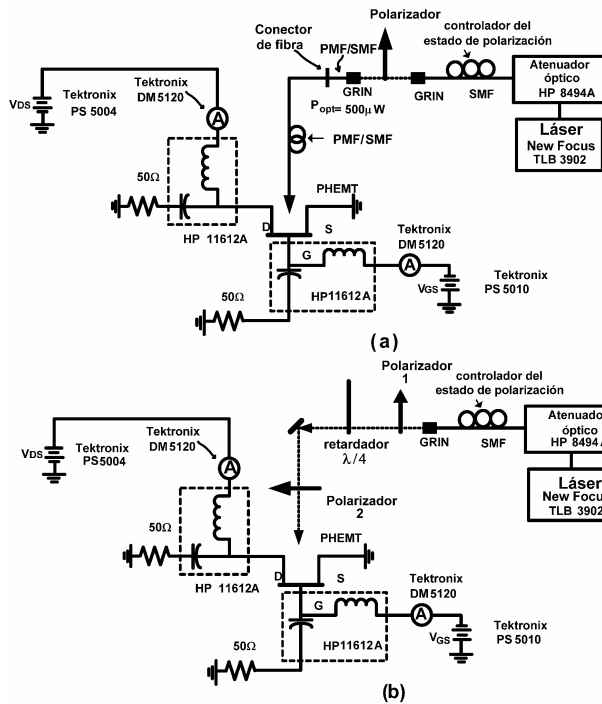 Polarizador
Conector
de fibra
PMF/SMF
controlador del
estado de polarización
Atenuador
óptico
HP 8494A
GRIN
GRIN
SMF
Popt= 500μW
Láser
New Focus
TLB 3902
Tektronix
DM5120
VDS
Tektronix
PS 5004
A
PMF/SMF
50Ω
PHEMT
HP 11612A
D
S
G
Tektronix
DM5120
A
HP11612A
VGS
Tektronix
PS 5010
50Ω
(a)
Polarizador
1
controlador del
estado de polarización
Atenuado
óptico
HP 8494 A
GRIN
SMF
retardador
λ/4
Láser
New Focus
TLB 3902
Tektronix
DM5120
VDS
Tektronix
PS5004
A
Polarizador
2
50Ω
PHEMT
HP 11612A
D
S
G
Tektronix
DM5120
A
HP11612A
VGS
Tektronix
PS 5010
50Ω
(b)